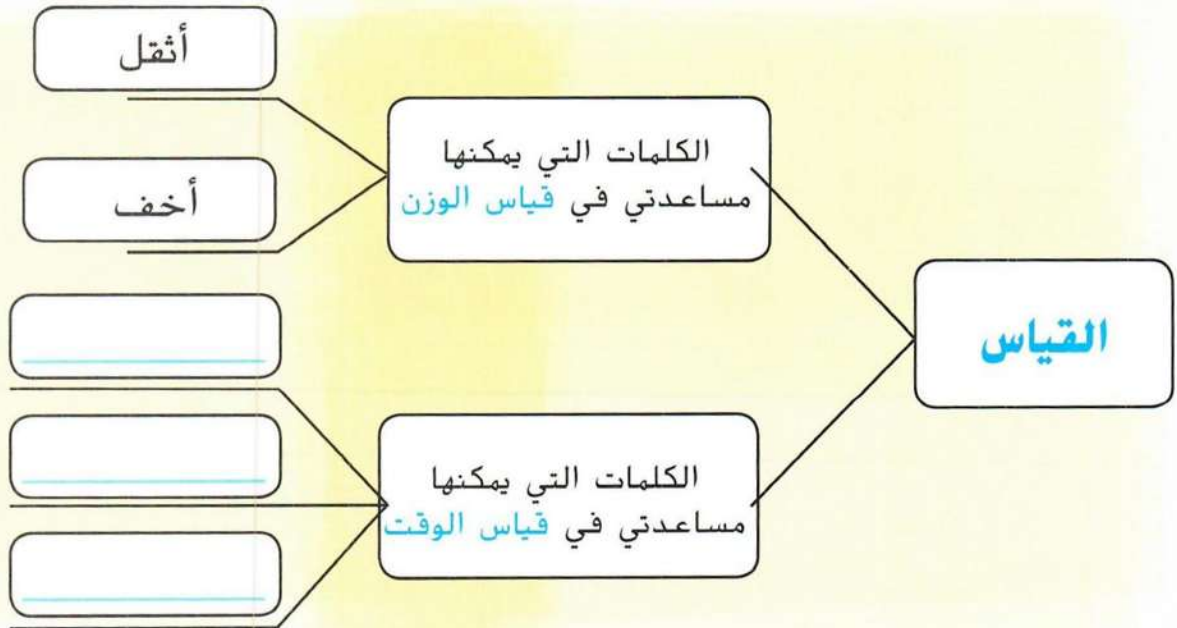 القياس
الكلمات التي يمكنها
مساعدتي في قياس الوزن
أثقل
أخف
الكلمات التي يمكنها
مساعدتي في قياس الوقت